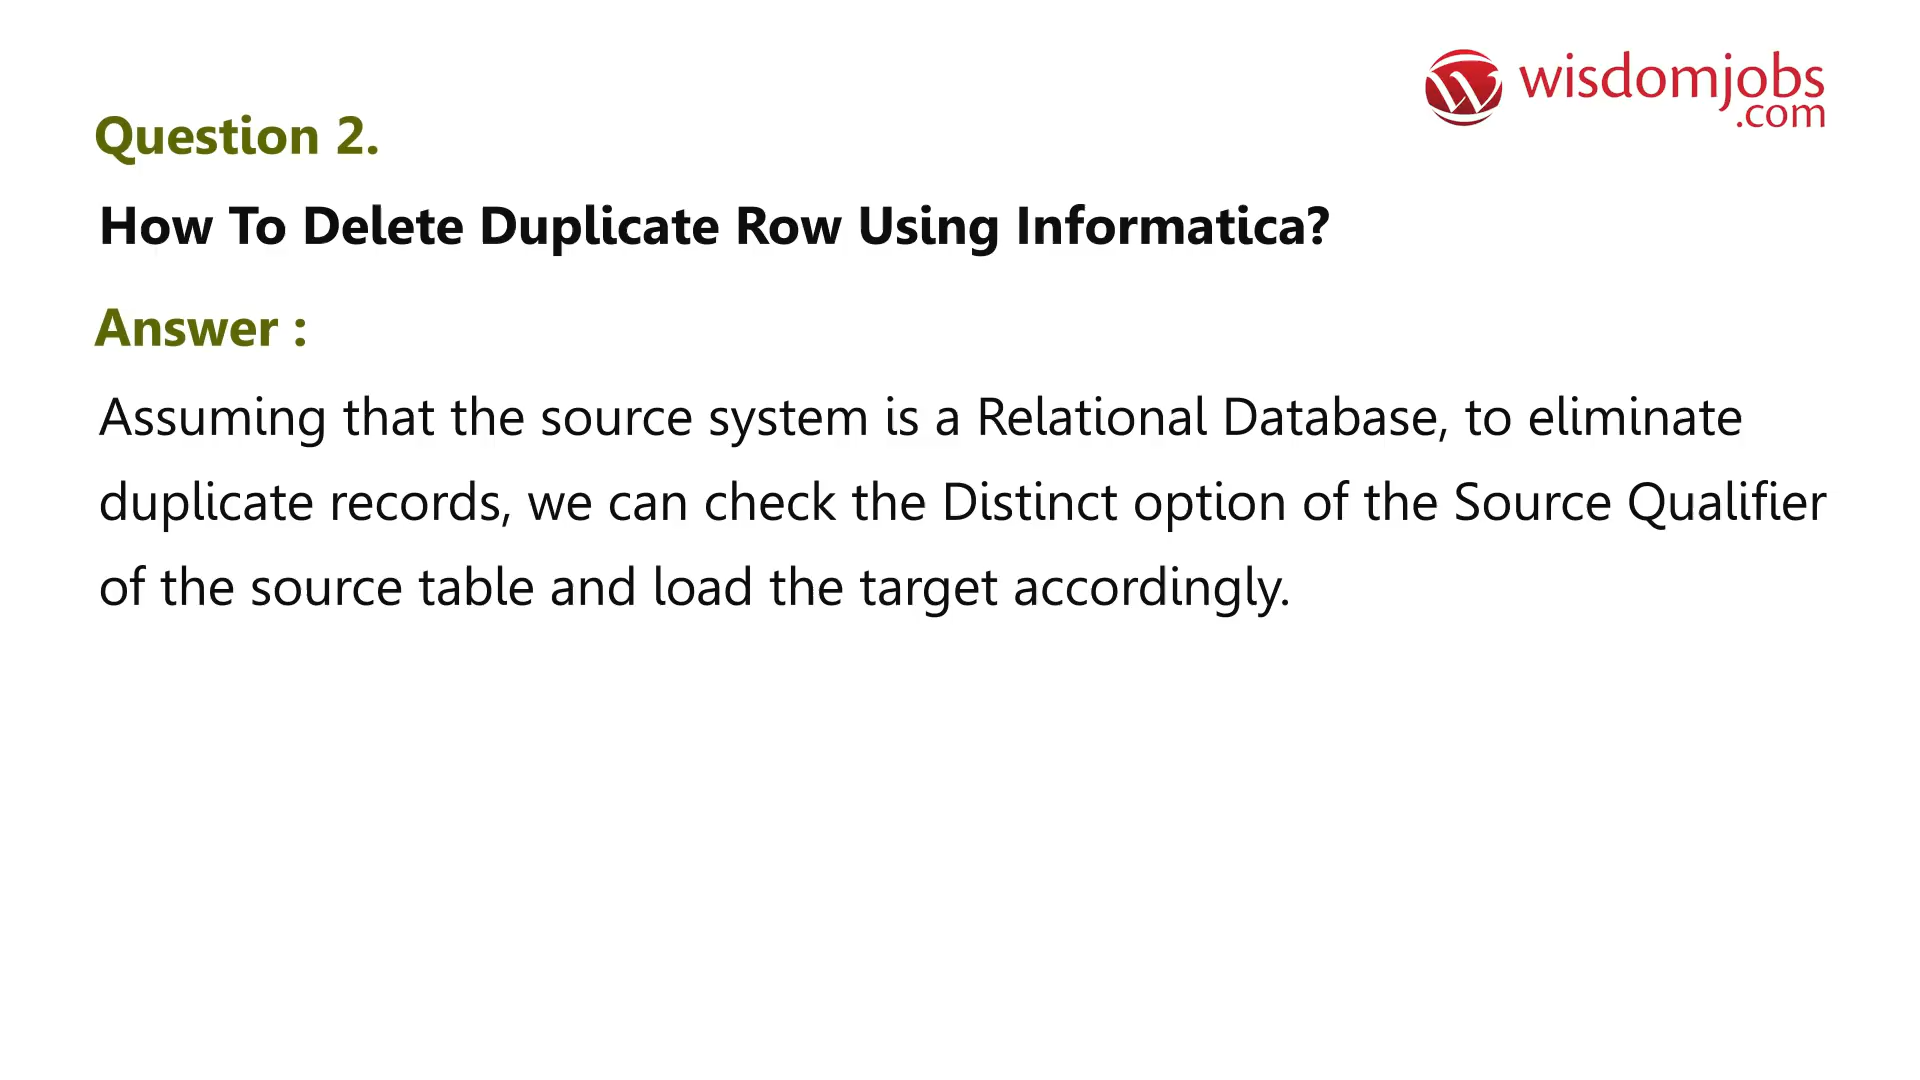 wisdomjobs
.com
Question 2.
How To Delete Duplicate Row Using Informatica?
Answer :
Assuming that the source system is a Relational Database, to eliminate
duplicate records, we can check the Distinct option of the Source Qualifier
of the source table and load the target accordingly.